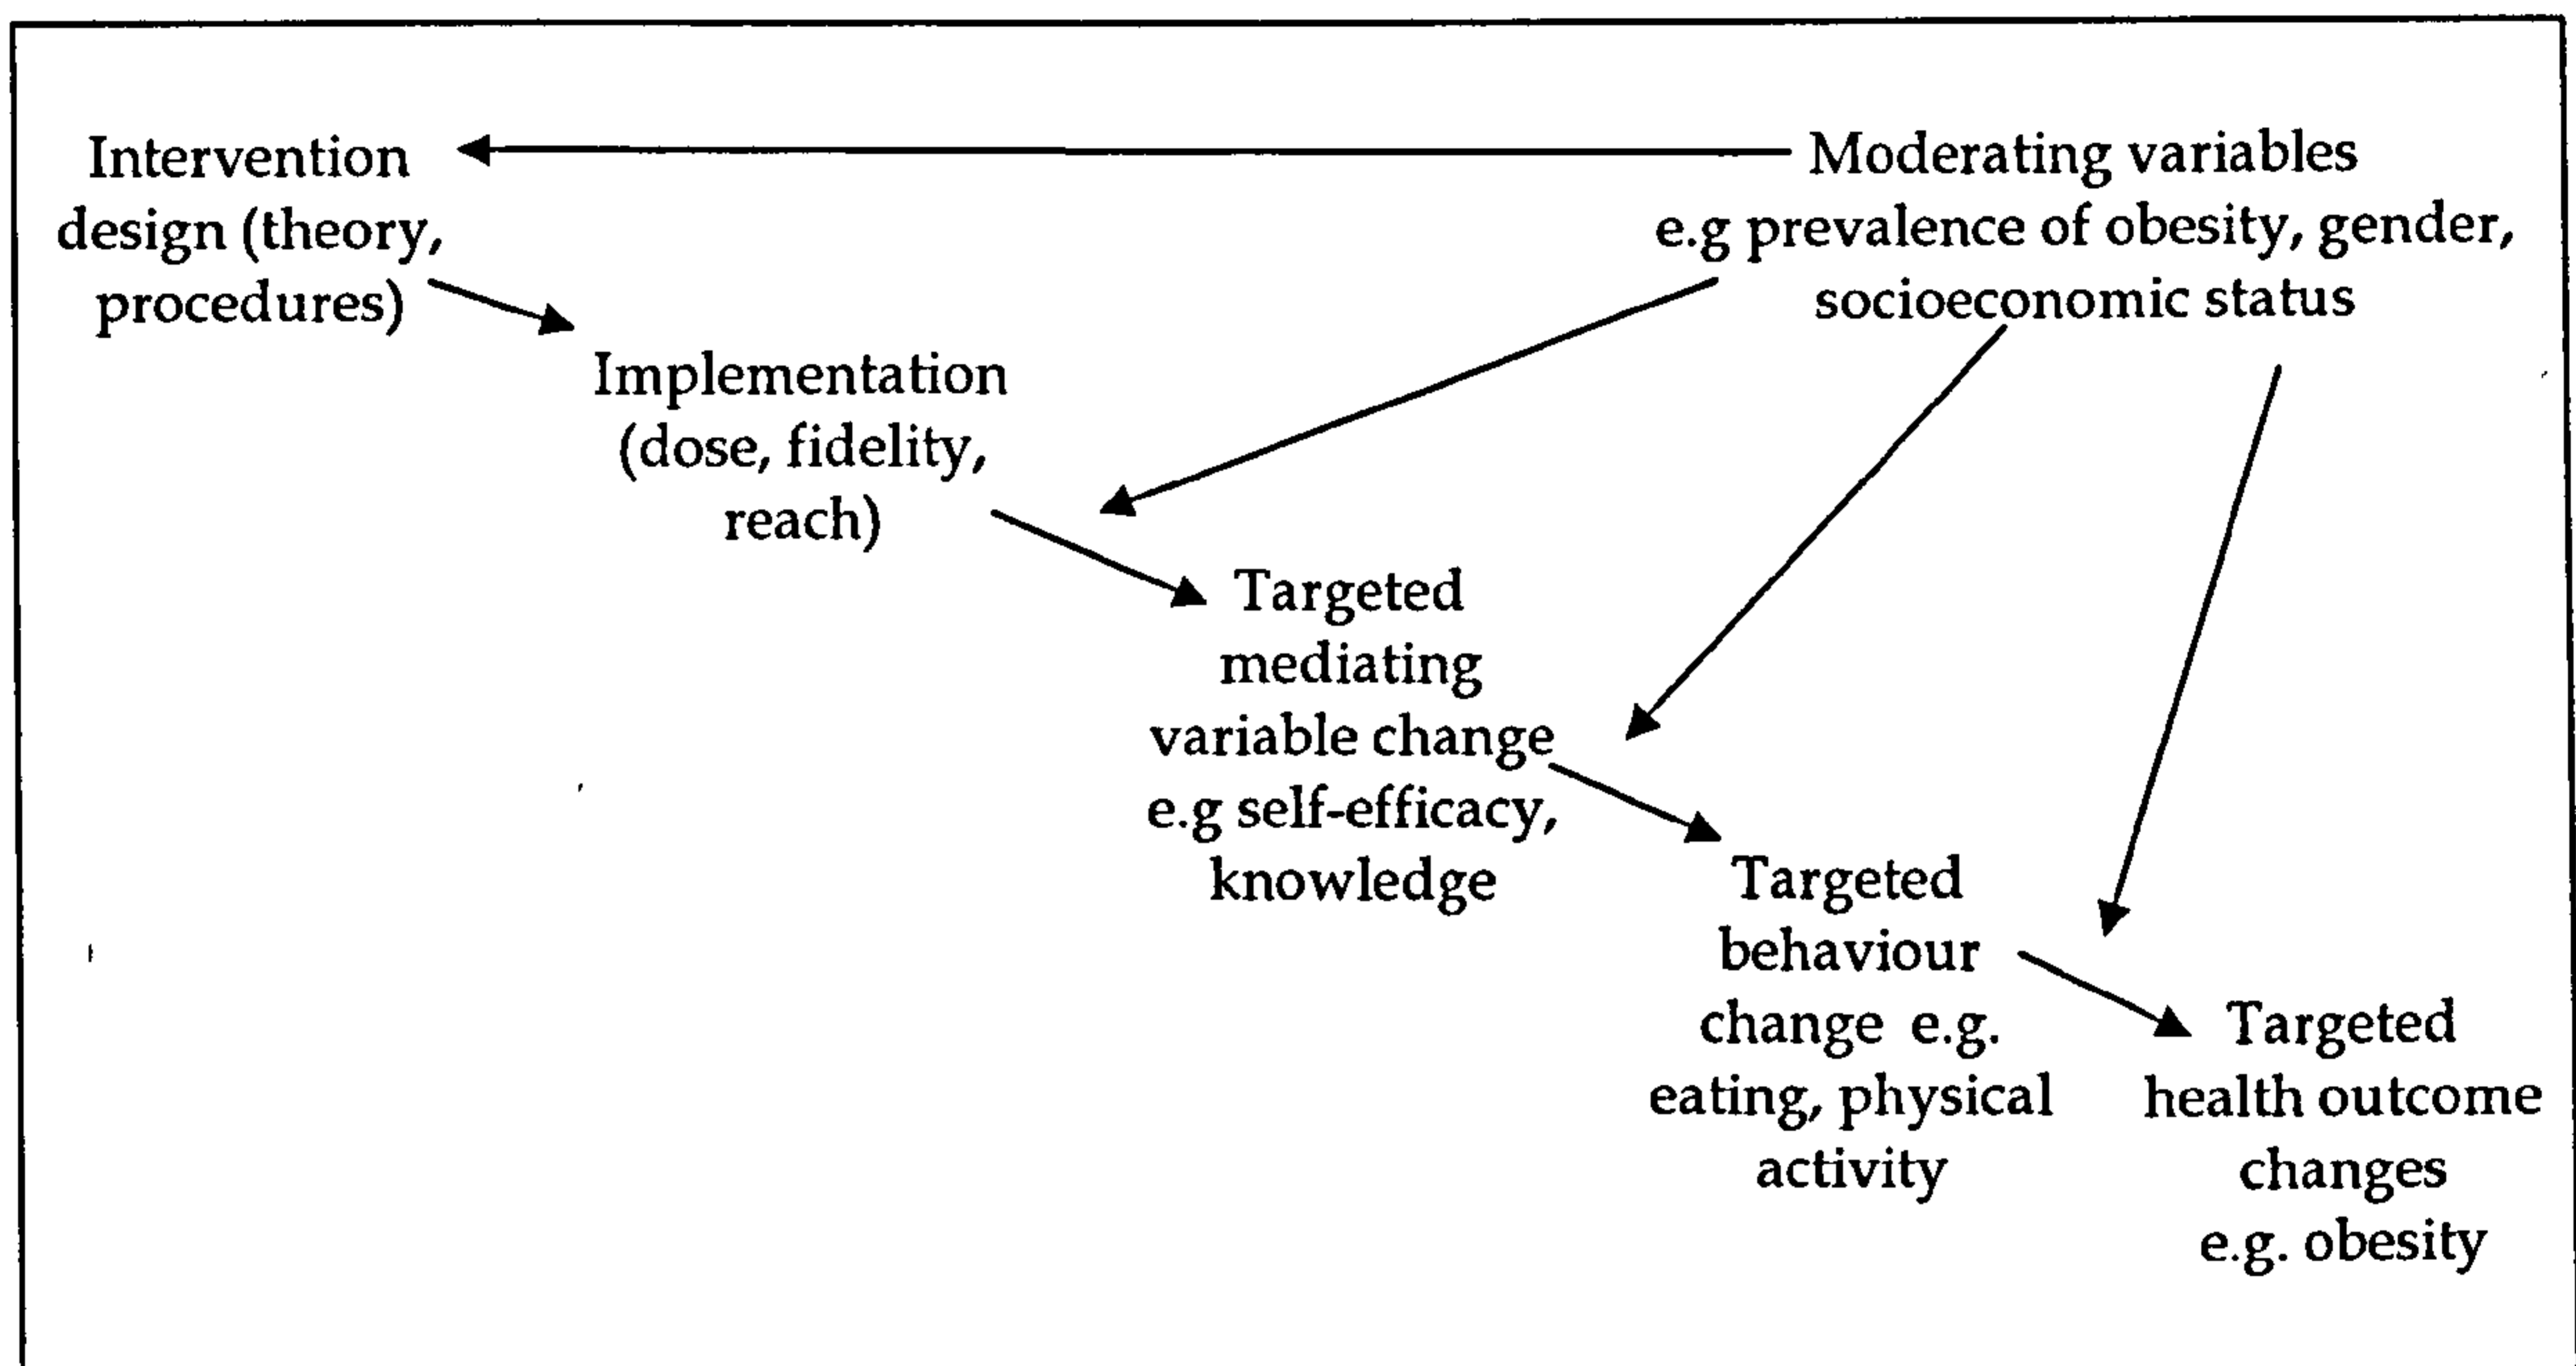 Intervention
design (theory,
procedures)
Moderating variables
e.g prevalence of obesity, gender,
socioeconomic status
Implementation
(dose, fidelity,
reach)
Targeted
mediating
variable change
e.g self-efficacy,
knowledge
Targeted
behaviour
change e.g.
eating, physical
activity
Targeted
health outcome
changes
e.g. obesity